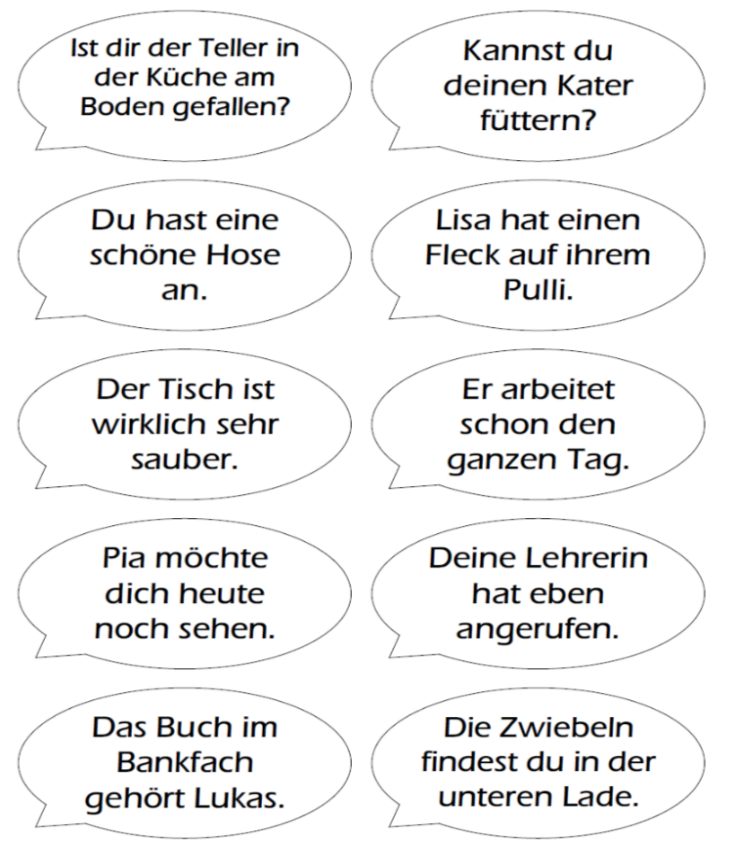 Ist dir der Teller in
der Küche am
Boden gefallen?
Kannst du
deinen Kater
füttern?
Du hast eine
schöne Hose
an.
Lisa hat einen
Fleck auf ihrem
Pulli.
Der Tisch ist
wirklich sehr
sauber.
Er arbeitet
schon den
ganzen Tag.
Pia möchte
dich heute
noch sehen.
Deine Lehrerin
hat eben
angerufen.
Das Buch im
Bankfach
gehört Lukas.
Die Zwiebeln
findest du in der
unteren Lade.